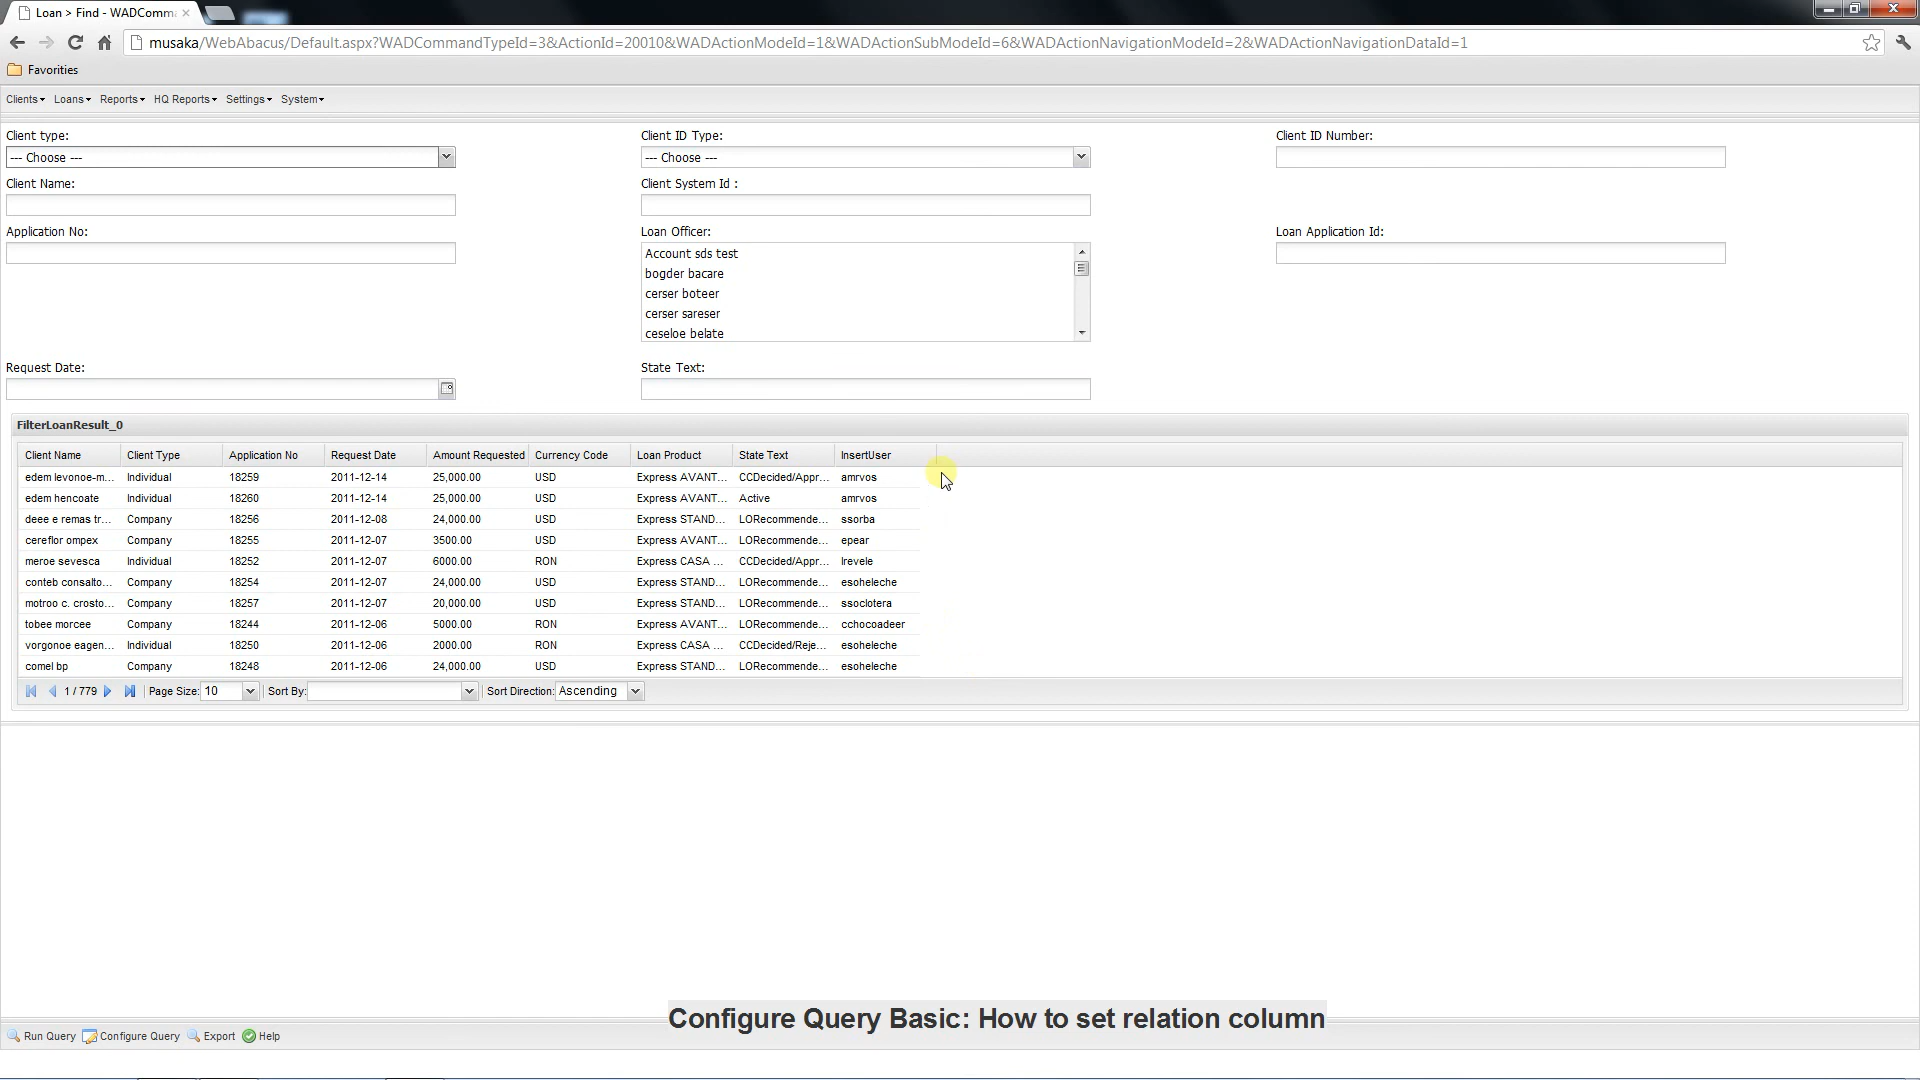 Loan > Find - WADComm
musaka/WebAbacus/Default.aspx?WADCommandTypeId=3&ActionId=20010&WADActionModeId=1&WADActionSubModeId=6&WADActionNavigationModeId=2&WADActionNavigationDataId=1
Favorities
Clients Loans Reports HQ Reports Settings System
Client type: Client ID Type: Client ID Number:
--- Choose --- --- Choose ---
Client Name: Client System Id :
Application No: Loan Officer: Loan Application Id:
Account sds test
bogder bacare
cerser boteer
cerser sareser
ceseloe belate
Request Date: State Text:
FilterLoanResult_0
Client Name Client Type Application No Request Date Amount Requested Currency Code Loan Product State Text InsertUser
edem levonoe-m... Individual 18259 2011-12-14 25,000.00 USD Express AVANT... CCDecided/Appr... amrvos
edem hencoate Individual 18260 2011-12-14 25,000.00 USD Express AVANT... Active amrvos
deee e remas tr... Company 18256 2011-12-08 24,000.00 USD Express STAND... LORecommende... ssorba
cereflor ompex Company 18255 2011-12-07 3500.00 USD Express AVANT... LORecommende... epear
meroe sevesca Individual 18252 2011-12-07 6000.00 RON Express CASA ... CCDecided/Appr... lrevele
conteb consalto... Company 18254 2011-12-07 24,000.00 USD Express STAND... LORecommende... esoheleche
motroo c. crosto... Company 18257 2011-12-07 20,000.00 USD Express STAND... LORecommende... ssoclotera
tobee morcee Company 18244 2011-12-06 5000.00 RON Express AVANT... LORecommende... cchocoadeer
vorgonoe eagen... Individual 18250 2011-12-06 2000.00 RON Express CASA ... CCDecided/Reje... esoheleche
comel bp Company 18248 2011-12-06 24,000.00 USD Express STAND... LORecommende... esoheleche
1 / 779 Page Size: 10 Sort By: Sort Direction: Ascending
Configure Query Basic: How to set relation column
Run Query Configure Query Export Help